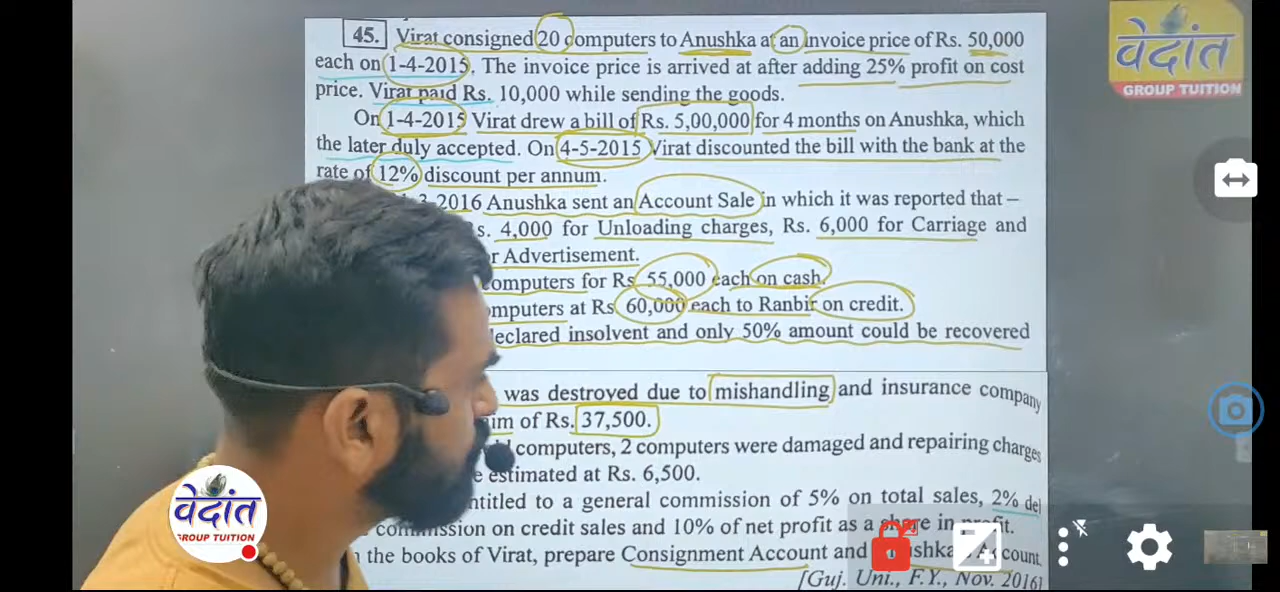 वेदांत
GROUP TUITION
45. Virat consigned 20 computers to Anushka at an invoice price of Rs. 50,000
each on 1-4-2015. The invoice price is arrived at after adding 25% profit on cost
price. Virat paid Rs. 10,000 while sending the goods.
On 1-4-2015 Virat drew a bill of Rs. 5,00,000 for 4 months on Anushka, which
the later duly accepted. On 4-5-2015 Virat discounted the bill with the bank at the
rate of 12% discount per annum.
2016 Anushka sent an Account Sale in which it was reported that –
s. 4,000 for Unloading charges, Rs. 6,000 for Carriage and
r Advertisement.
omputers for Rs 55,000 each on cash.
mputers at Rs 60,000 each to Ranbir on credit.
eclared insolvent and only 50% amount could be recovered
was destroyed due to mishandling and insurance company
im of Rs. 37,500.
computers, 2 computers were damaged and repairing charges
e estimated at Rs. 6,500.
ntitled to a general commission of 5% on total sales, 2% del
commission on credit sales and 10% of net profit as a share in profit.
the books of Virat, prepare Consignment Account and
count.
[Guj. Uni., F.Y., Nov. 2016]
वेदांत
GROUP TUITION